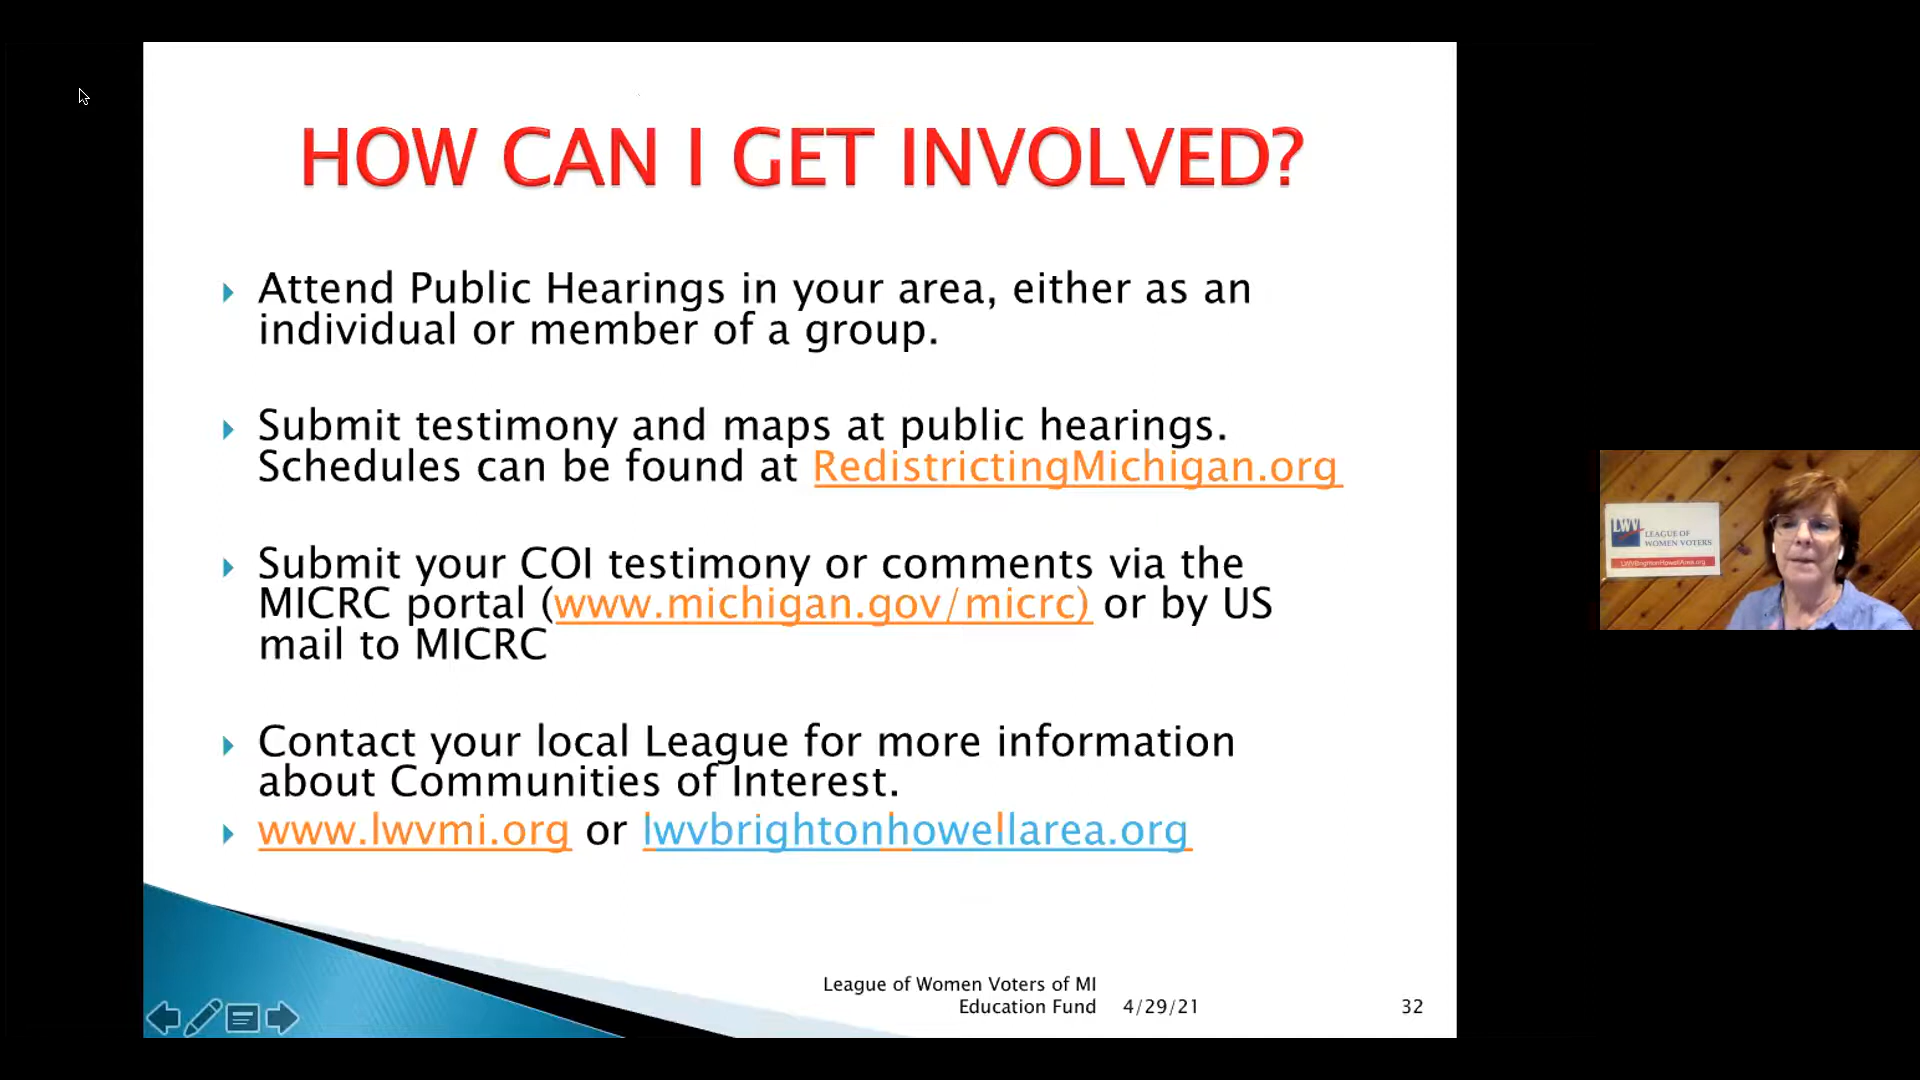 HOW CAN I GET INVOLVED?
Attend Public Hearings in your area, either as an
individual or member of a group.
Submit testimony and maps at public hearings.
Schedules can be found at RedistrictingMichigan.org
Submit your COI testimony or comments via the
MICRC portal (www.michigan.gov/micrc) or by US
mail to MICRC
Contact your local League for more information
about Communities of Interest.
www.lwvmi.org or lwvbrightonhowellarea.org
League of Women Voters of MI
Education Fund 4/29/21 32
LWV
LEAGUE OF
WOMEN VOTERS
LWVBrightonHowellArea.org